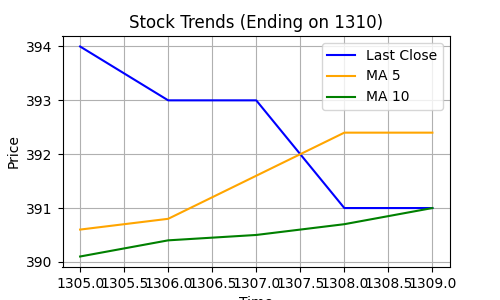 Stock Trends (Ending on 1310)
Last Close
MA 5
MA 10
Price
394
393
392
391
390
1305.0 1305.5 1306.0 1306.5 1307.0 1307.5 1308.0 1308.5 1309.0
Time